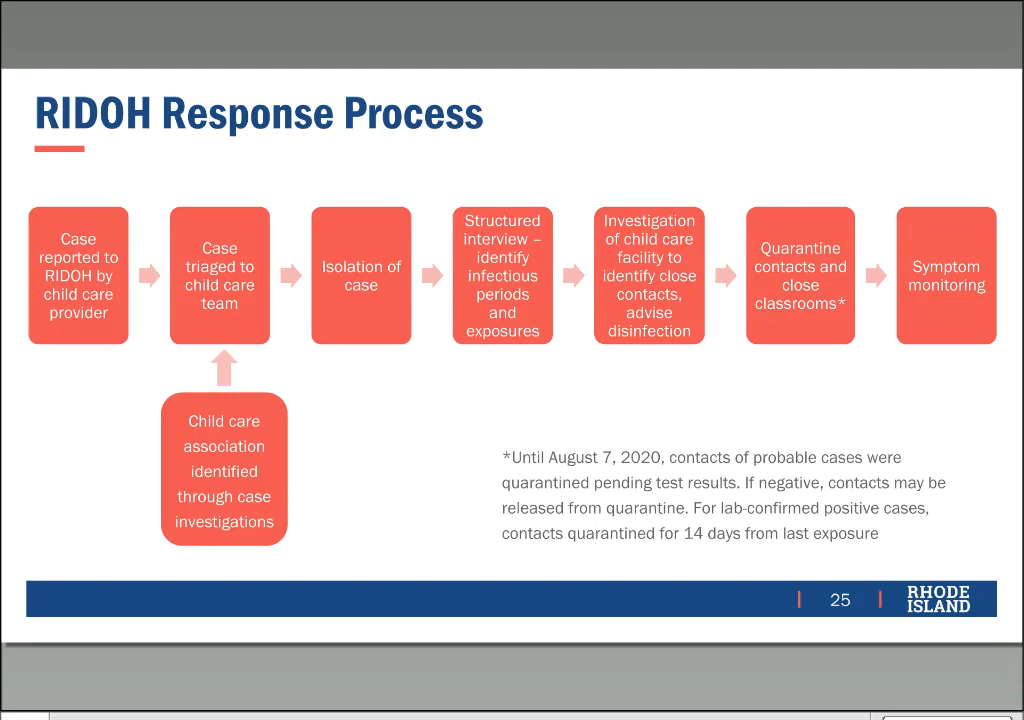 RIDOH Response Process
Case
reported to
RIDOH by
child care
provider
Case
triaged to
child care
team
Isolation of
case
Structured
interview –
identify
infectious
periods
and
exposures
Investigation
of child care
facility to
identify close
contacts,
advise
disinfection
Quarantine
contacts and
close
classrooms*
Symptom
monitoring
Child care
association
identified
through case
investigations
*Until August 7, 2020, contacts of probable cases were
quarantined pending test results. If negative, contacts may be
released from quarantine. For lab-confirmed positive cases,
contacts quarantined for 14 days from last exposure
25
RHODE
ISLAND